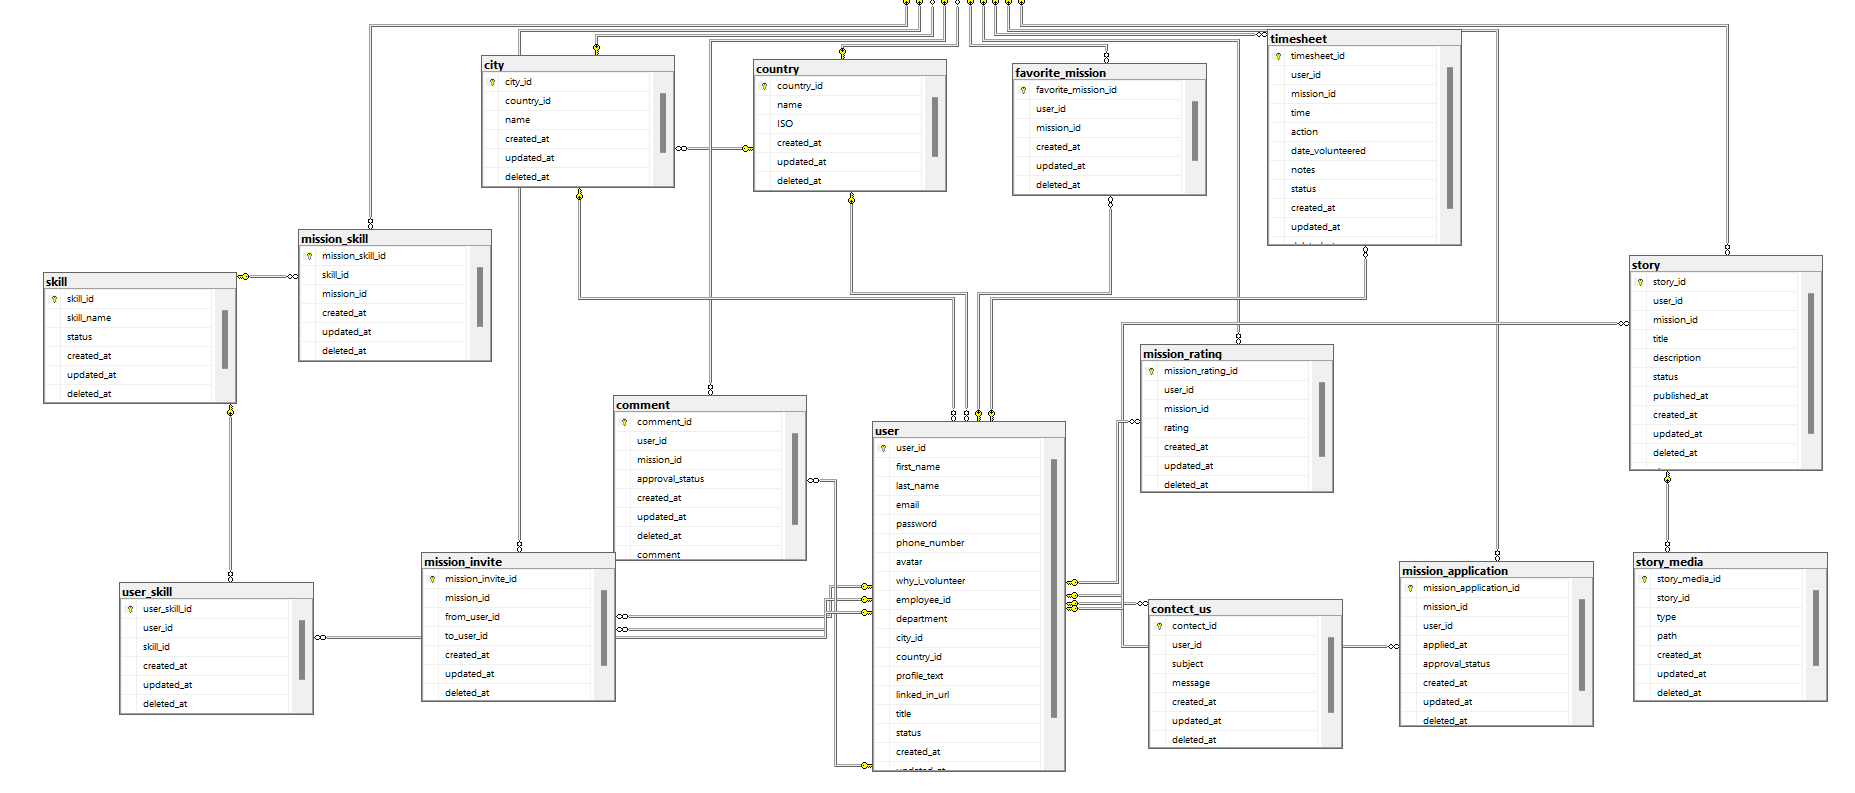 city
city_id
country_id
name
created_at
updated_at
deleted_at
country
country_id
name
ISO
created_at
updated_at
deleted_at
favorite_mission
favorite_mission_id
user_id
mission_id
created_at
updated_at
deleted_at
timesheet
timesheet_id
user_id
mission_id
time
action
date_volunteered
notes
status
created_at
updated_at
mission_skill
mission_skill_id
skill_id
mission_id
created_at
updated_at
deleted_at
skill
skill_id
skill_name
status
created_at
updated_at
deleted_at
story
story_id
user_id
mission_id
title
description
status
published_at
created_at
updated_at
deleted_at
mission_rating
mission_rating_id
user_id
mission_id
rating
created_at
updated_at
deleted_at
comment
comment_id
user_id
mission_id
approval_status
created_at
updated_at
deleted_at
comment
user
user_id
first_name
last_name
email
password
phone_number
avatar
why_i_volunteer
employee_id
department
city_id
country_id
profile_text
linked_in_url
title
status
created_at
updated_at
mission_invite
mission_invite_id
mission_id
from_user_id
to_user_id
created_at
updated_at
deleted_at
user_skill
user_skill_id
user_id
skill_id
created_at
updated_at
deleted_at
contect_us
contect_id
user_id
subject
message
created_at
updated_at
deleted_at
mission_application
mission_application_id
mission_id
user_id
applied_at
approval_status
created_at
updated_at
deleted_at
story_media
story_media_id
story_id
type
path
created_at
updated_at
deleted_at